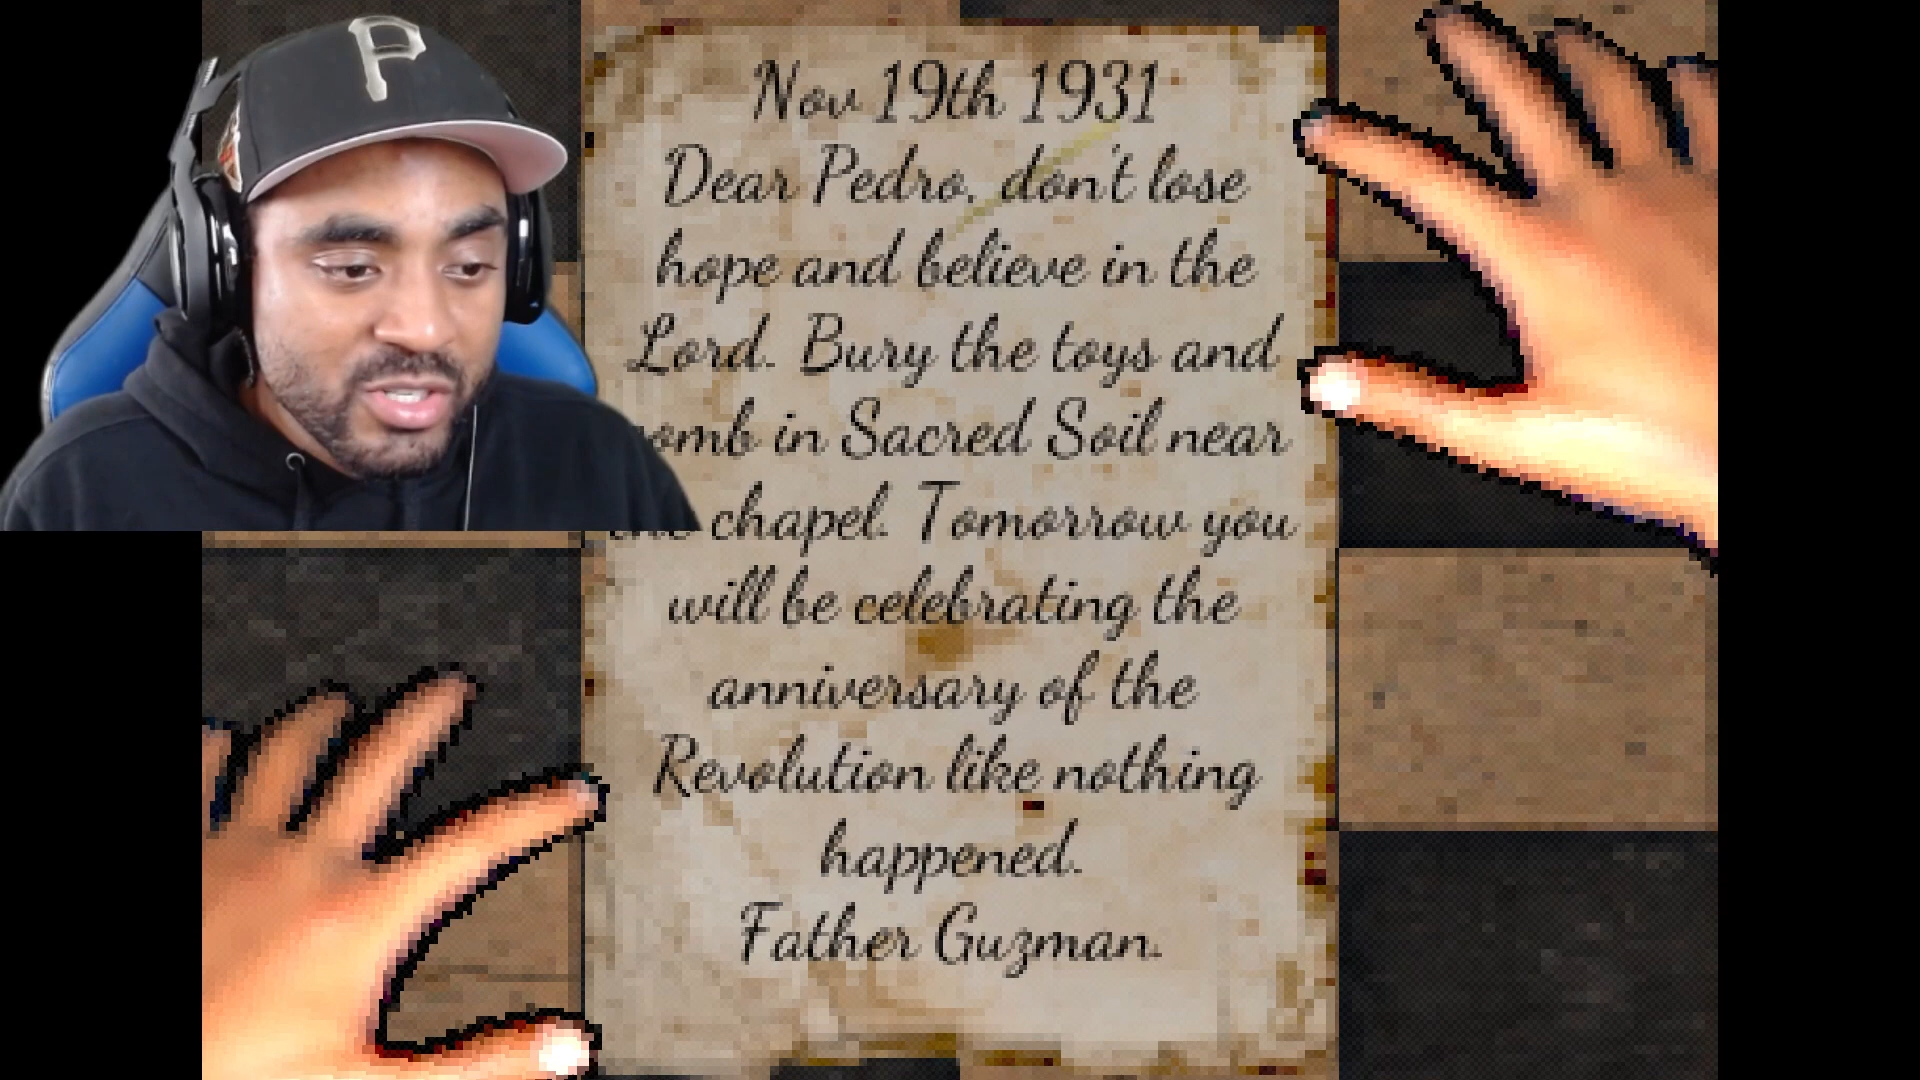 P
Nov 19th 1931
Dear Pedro, don't lose
hope and believe in the
Lord. Bury the toys and
in Sacred Soil near
the chapel. Tomorrow you
will be celebrating the
anniversary of the
Revolution like nothing
happened.
Father Guzman.